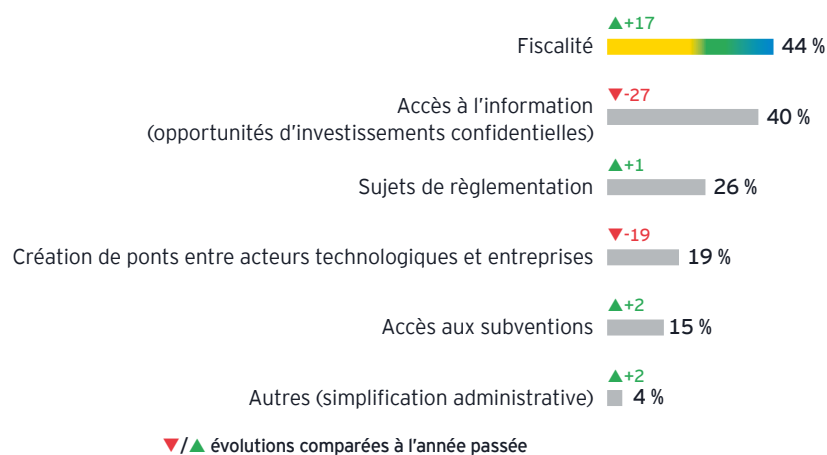 ▲+17
Fiscalité 44 %
▼-27
Accès à l’information
(opportunités d’investissements confidentielles) 40 %
▲+1
Sujets de règlementation 26 %
▼-19
Création de ponts entre acteurs technologiques et entreprises 19 %
▲+2
Accès aux subventions 15 %
▲+2
Autres (simplification administrative) 4 %
▼/▲ évolutions comparées à l’année passée